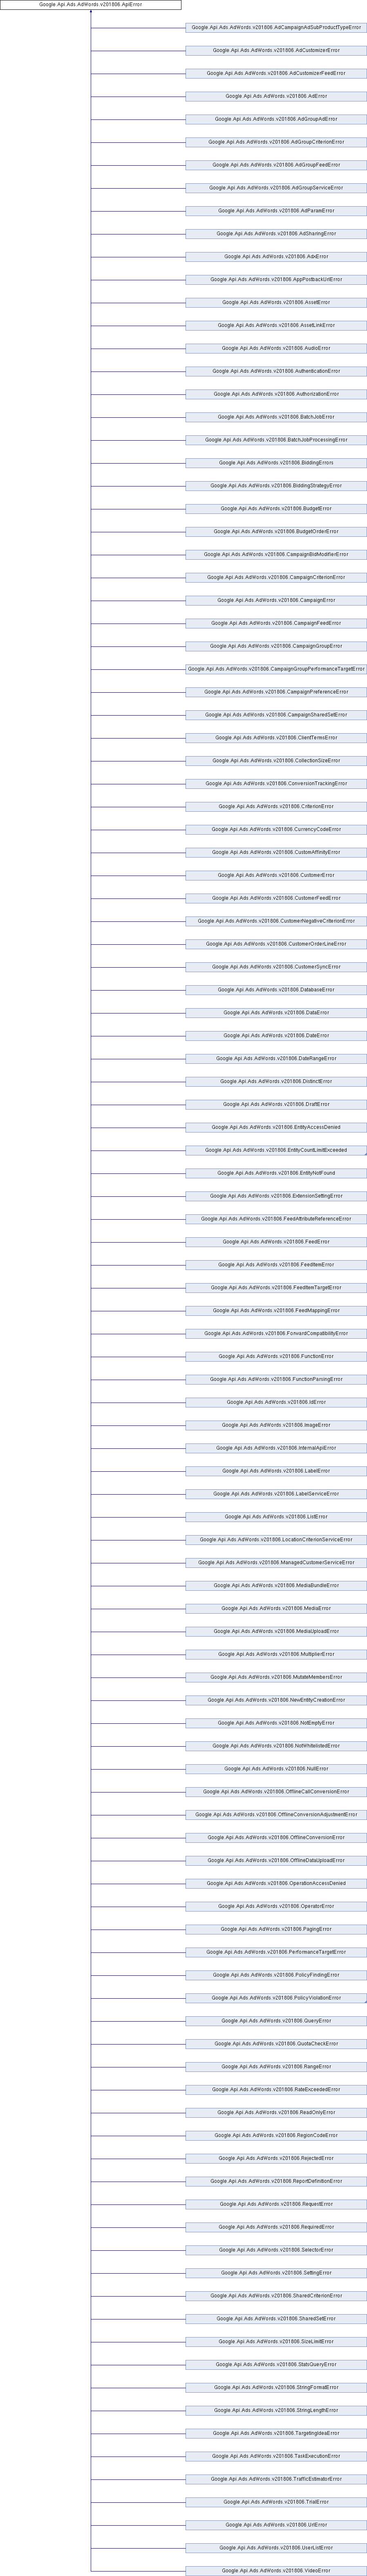 Google.Api.Ads.AdWords.v201806.ApiError
Google.Api.Ads.AdWords.v201806.AdCampaignAdSubProductTypeError
Google.Api.Ads.AdWords.v201806.AdCustomizerError
Google.Api.Ads.AdWords.v201806.AdCustomizerFeedError
Google.Api.Ads.AdWords.v201806.AdError
Google.Api.Ads.AdWords.v201806.AdGroupAdError
Google.Api.Ads.AdWords.v201806.AdGroupCriterionError
Google.Api.Ads.AdWords.v201806.AdGroupFeedError
Google.Api.Ads.AdWords.v201806.AdGroupServiceError
Google.Api.Ads.AdWords.v201806.AdParamError
Google.Api.Ads.AdWords.v201806.AdSharingError
Google.Api.Ads.AdWords.v201806.AdxError
Google.Api.Ads.AdWords.v201806.AppPostbackUrlError
Google.Api.Ads.AdWords.v201806.AssetError
Google.Api.Ads.AdWords.v201806.AssetLinkError
Google.Api.Ads.AdWords.v201806.AudioError
Google.Api.Ads.AdWords.v201806.AuthenticationError
Google.Api.Ads.AdWords.v201806.AuthorizationError
Google.Api.Ads.AdWords.v201806.BatchJobError
Google.Api.Ads.AdWords.v201806.BatchJobProcessingError
Google.Api.Ads.AdWords.v201806.BiddingErrors
Google.Api.Ads.AdWords.v201806.BiddingStrategyError
Google.Api.Ads.AdWords.v201806.BudgetError
Google.Api.Ads.AdWords.v201806.BudgetOrderError
Google.Api.Ads.AdWords.v201806.CampaignBidModifierError
Google.Api.Ads.AdWords.v201806.CampaignCriterionError
Google.Api.Ads.AdWords.v201806.CampaignError
Google.Api.Ads.AdWords.v201806.CampaignFeedError
Google.Api.Ads.AdWords.v201806.CampaignGroupError
Google.Api.Ads.AdWords.v201806.CampaignGroupPerformanceTargetError
Google.Api.Ads.AdWords.v201806.CampaignPreferenceError
Google.Api.Ads.AdWords.v201806.CampaignSharedSetError
Google.Api.Ads.AdWords.v201806.ClientTermsError
Google.Api.Ads.AdWords.v201806.CollectionSizeError
Google.Api.Ads.AdWords.v201806.ConversionTrackingError
Google.Api.Ads.AdWords.v201806.CriterionError
Google.Api.Ads.AdWords.v201806.CurrencyCodeError
Google.Api.Ads.AdWords.v201806.CustomAffinityError
Google.Api.Ads.AdWords.v201806.CustomerError
Google.Api.Ads.AdWords.v201806.CustomerFeedError
Google.Api.Ads.AdWords.v201806.CustomerNegativeCriterionError
Google.Api.Ads.AdWords.v201806.CustomerOrderLineError
Google.Api.Ads.AdWords.v201806.CustomerSyncError
Google.Api.Ads.AdWords.v201806.DatabaseError
Google.Api.Ads.AdWords.v201806.DataError
Google.Api.Ads.AdWords.v201806.DateError
Google.Api.Ads.AdWords.v201806.DateRangeError
Google.Api.Ads.AdWords.v201806.DistinctError
Google.Api.Ads.AdWords.v201806.DraftError
Google.Api.Ads.AdWords.v201806.EntityAccessDenied
Google.Api.Ads.AdWords.v201806.EntityCountLimitExceeded
Google.Api.Ads.AdWords.v201806.EntityNotFound
Google.Api.Ads.AdWords.v201806.ExtensionSettingError
Google.Api.Ads.AdWords.v201806.FeedAttributeReferenceError
Google.Api.Ads.AdWords.v201806.FeedError
Google.Api.Ads.AdWords.v201806.FeedItemError
Google.Api.Ads.AdWords.v201806.FeedItemTargetError
Google.Api.Ads.AdWords.v201806.FeedMappingError
Google.Api.Ads.AdWords.v201806.ForwardCompatibilityError
Google.Api.Ads.AdWords.v201806.FunctionError
Google.Api.Ads.AdWords.v201806.FunctionParsingError
Google.Api.Ads.AdWords.v201806.IdError
Google.Api.Ads.AdWords.v201806.ImageError
Google.Api.Ads.AdWords.v201806.InternalApiError
Google.Api.Ads.AdWords.v201806.LabelError
Google.Api.Ads.AdWords.v201806.LabelServiceError
Google.Api.Ads.AdWords.v201806.ListError
Google.Api.Ads.AdWords.v201806.LocationCriterionServiceError
Google.Api.Ads.AdWords.v201806.ManagedCustomerServiceError
Google.Api.Ads.AdWords.v201806.MediaBundleError
Google.Api.Ads.AdWords.v201806.MediaError
Google.Api.Ads.AdWords.v201806.MediaUploadError
Google.Api.Ads.AdWords.v201806.MultiplierError
Google.Api.Ads.AdWords.v201806.MutateMembersError
Google.Api.Ads.AdWords.v201806.NewEntityCreationError
Google.Api.Ads.AdWords.v201806.NotEmptyError
Google.Api.Ads.AdWords.v201806.NotWhitelistedError
Google.Api.Ads.AdWords.v201806.NullError
Google.Api.Ads.AdWords.v201806.OfflineCallConversionError
Google.Api.Ads.AdWords.v201806.OfflineConversionAdjustmentError
Google.Api.Ads.AdWords.v201806.OfflineConversionError
Google.Api.Ads.AdWords.v201806.OfflineDataUploadError
Google.Api.Ads.AdWords.v201806.OperationAccessDenied
Google.Api.Ads.AdWords.v201806.OperatorError
Google.Api.Ads.AdWords.v201806.PagingError
Google.Api.Ads.AdWords.v201806.PerformanceTargetError
Google.Api.Ads.AdWords.v201806.PolicyFindingError
Google.Api.Ads.AdWords.v201806.PolicyViolationError
Google.Api.Ads.AdWords.v201806.QueryError
Google.Api.Ads.AdWords.v201806.QuotaCheckError
Google.Api.Ads.AdWords.v201806.RangeError
Google.Api.Ads.AdWords.v201806.RateExceededError
Google.Api.Ads.AdWords.v201806.ReadOnlyError
Google.Api.Ads.AdWords.v201806.RegionCodeError
Google.Api.Ads.AdWords.v201806.RejectedError
Google.Api.Ads.AdWords.v201806.ReportDefinitionError
Google.Api.Ads.AdWords.v201806.RequestError
Google.Api.Ads.AdWords.v201806.RequiredError
Google.Api.Ads.AdWords.v201806.SelectorError
Google.Api.Ads.AdWords.v201806.SettingError
Google.Api.Ads.AdWords.v201806.SharedCriterionError
Google.Api.Ads.AdWords.v201806.SharedSetError
Google.Api.Ads.AdWords.v201806.SizeLimitError
Google.Api.Ads.AdWords.v201806.StatsQueryError
Google.Api.Ads.AdWords.v201806.StringFormatError
Google.Api.Ads.AdWords.v201806.StringLengthError
Google.Api.Ads.AdWords.v201806.TargetingIdeaError
Google.Api.Ads.AdWords.v201806.TaskExecutionError
Google.Api.Ads.AdWords.v201806.TrafficEstimatorError
Google.Api.Ads.AdWords.v201806.TrialError
Google.Api.Ads.AdWords.v201806.UrlError
Google.Api.Ads.AdWords.v201806.UserListError
Google.Api.Ads.AdWords.v201806.VideoError